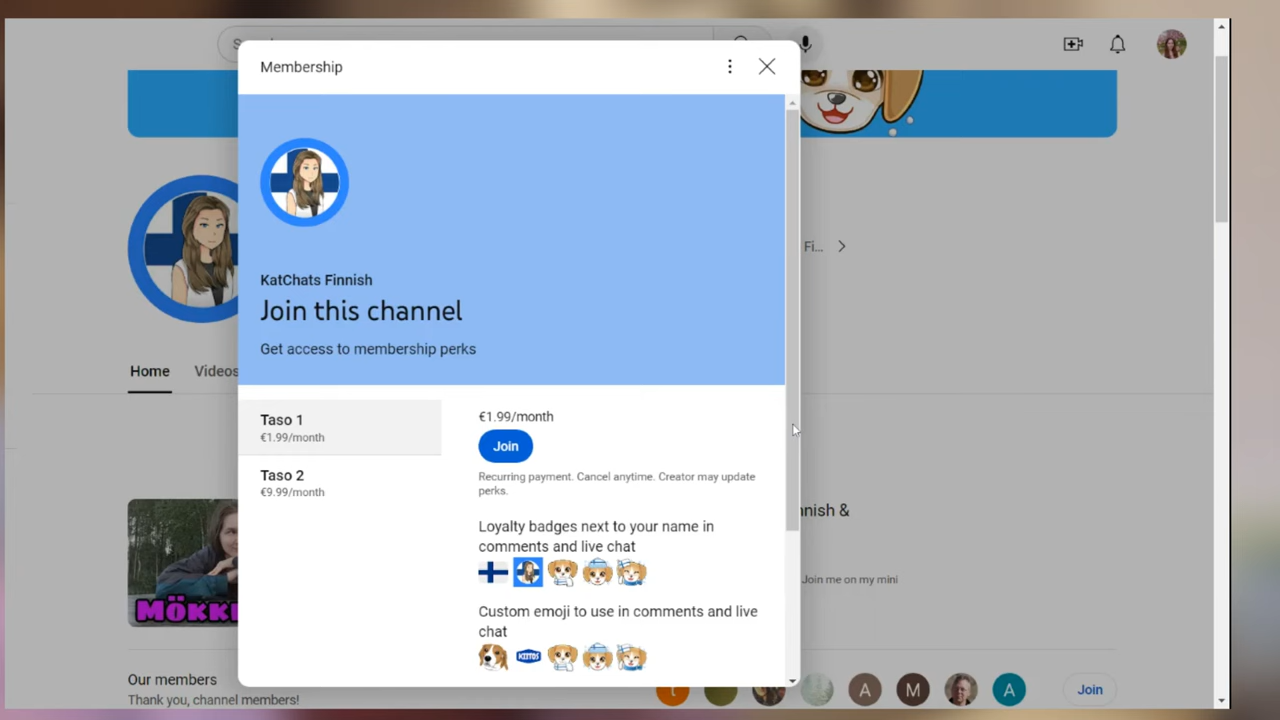 Membership
KatChats Finnish
Join this channel
Get access to membership perks
Home
Videos
Fi...
Taso 1
€1.99/month
Taso 2
€9.99/month
€1.99/month
Join
Recurring payment. Cancel anytime. Creator may update
perks.
Loyalty badges next to your name in
comments and live chat
Custom emoji to use in comments and live
chat
KIITOS
nnish &
Join me on my mini
Our members
Thank you, channel members!
A
M
A
Join